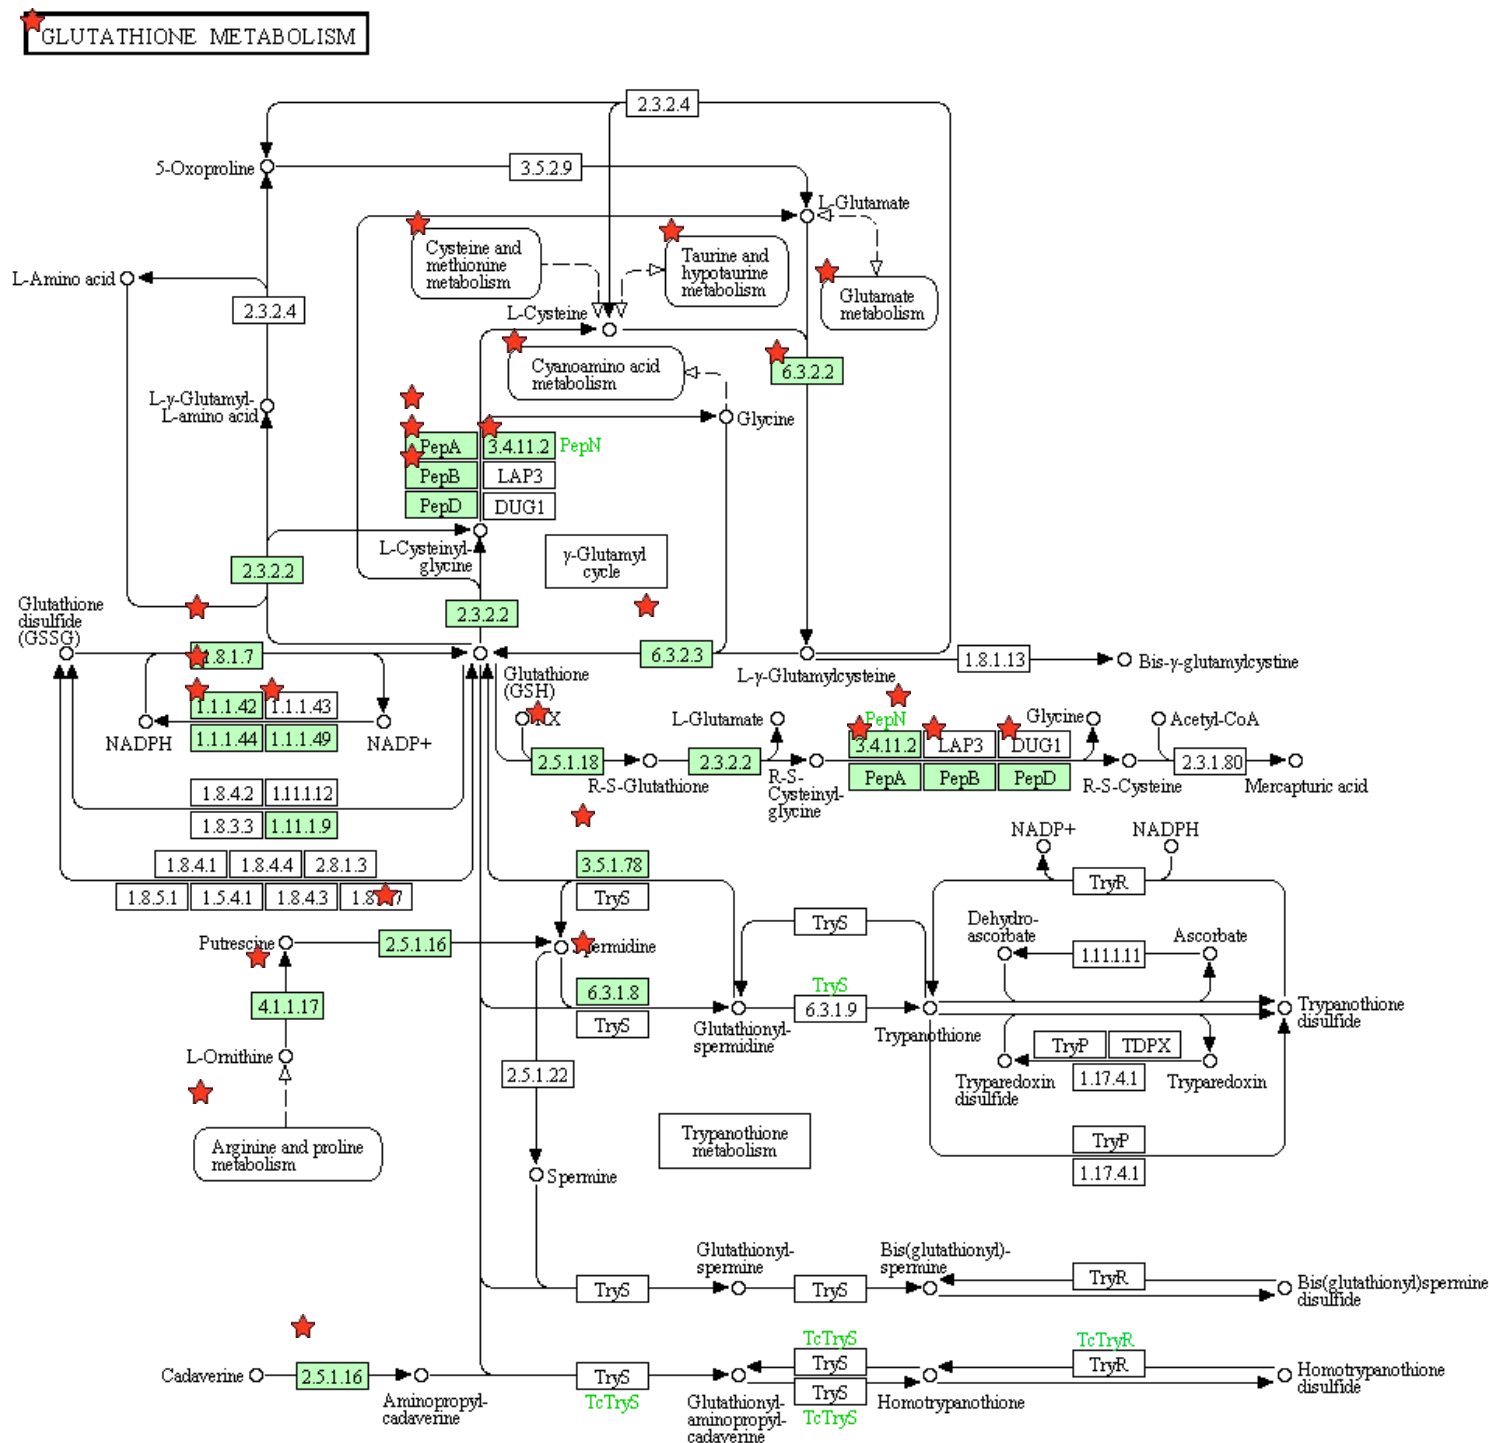 GLUTATHIONE METABOLISM
2.3.2.4
5-Oxoproline
3.5.2.9
L-Glutamate
Cysteine and
methionine
metabolism
Taurine and
hypotaurine
metabolism
Glutamate
metabolism
L-Amino acid
2.3.2.4
L-Cysteine
Cyanoamino acid
metabolism
6.3.2.2
L-γ-Glutamyl-
L-amino acid
Glycine
PepA
3.4.11.2
PepN
PepB
LAP3
PepD
DUG1
L-Cysteinyl-
glycine
γ-Glutamyl
cycle
2.3.2.2
2.3.2.2
Glutathione
disulfide
(GSSG)
1.8.1.7
Glutathione
(GSH)
6.3.2.3
L-γ-Glutamylcysteine
1.8.1.13
Bis-γ-glutamylcystine
1.1.1.42
1.1.1.43
NADPH
1.1.1.44
1.1.1.49
NADP+
2.5.1.18
R-S-Glutathione
L-Glutamate
2.3.2.2
R-S-
Cysteinyl-
glycine
PepN
3.4.11.2
LAP3
DUG1
PepA
PepB
PepD
Glycine
R-S-Cysteine
Acetyl-CoA
2.3.1.80
Mercapturic acid
1.8.4.2
1.11.1.12
1.8.3.3
1.11.1.9
1.8.4.1
1.8.4.4
2.8.1.3
1.8.5.1
1.5.4.1
1.8.4.3
3.5.1.78
TryS
NADP+
NADPH
TryR
Putrescine
2.5.1.16
TryS
Dehydro-
ascorbate
Ascorbate
1.11.1.11
4.1.1.17
6.3.1.8
TryS
Glutathionyl-
spermidine
TryS
6.3.1.9
Trypanothione
Trypanothione
disulfide
L-Ornithine
2.5.1.22
TryP
TDPX
1.17.4.1
Tryparedoxin
disulfide
Tryparedoxin
Arginine and proline
metabolism
Trypanothione
metabolism
TryP
1.17.4.1
Spermine
TryS
Glutathionyl-
spermine
TryS
Bis(glutathionyl)-
spermine
TryR
Bis(glutathionyl)spermine
disulfide
Cadaverine
2.5.1.16
Aminopropyl-
cadaverine
TryS
TcTryS
Glutathionyl-
aminopropyl-
cadaverine
TcTryS
TryS
TryS
TcTryS
Homotrypanothione
TcTryR
TryR
Homotrypanothione
disulfide